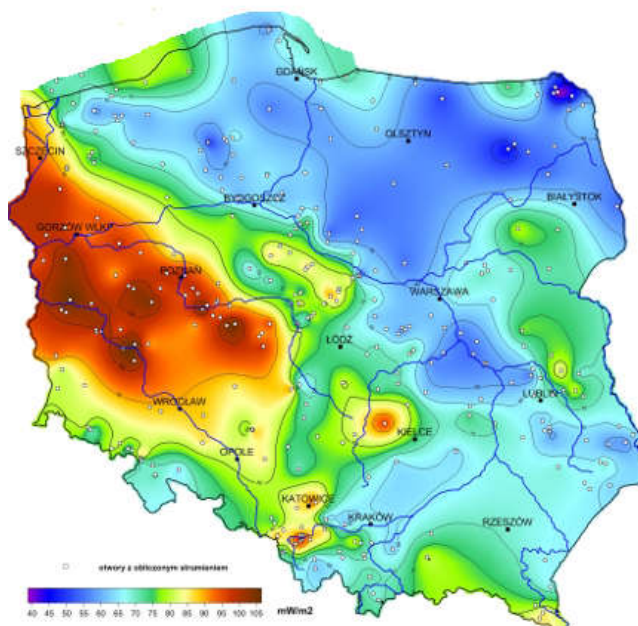 GDAŃSK
OLSZTYN
SZCZECIN
BYDGOSZCZ
BIAŁYSTOK
GORZÓW WLKP
POZNAŃ
WARSZAWA
ŁÓDŹ
LUBLIN
WROCŁAW
KIELCE
OPOLE
KATOWICE
KRAKÓW
RZESZÓW
otwory z obliczonym strumieniem
40 45 50 55 60 65 70 75 80 85 90 95 100 105
mW/m2